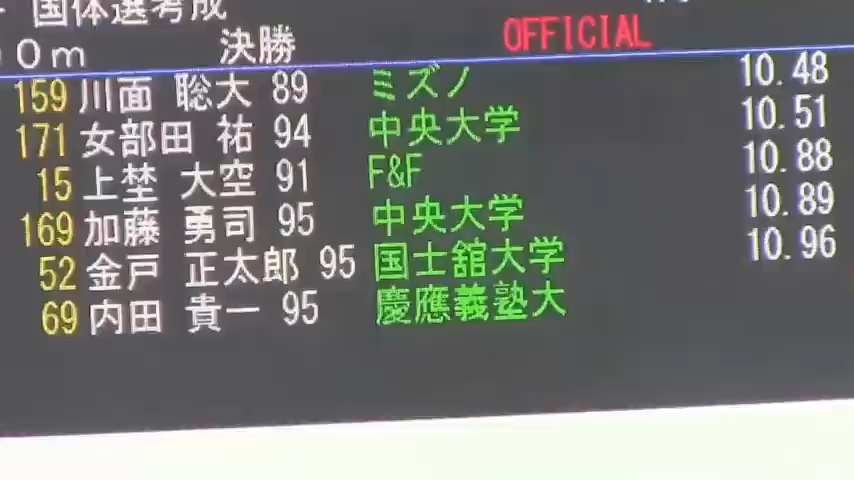 国体選考成
00m 決勝 OFFICIAL
159 川面 聡大 89 ミズノ 10.48
171 女部田 祐 94 中央大学 10.51
15 上埜 大空 91 F&F 10.88
169 加藤 勇司 95 中央大学 10.89
52 金戸 正太郎 95 国士舘大学 10.96
69 内田 貴一 95 慶應義塾大